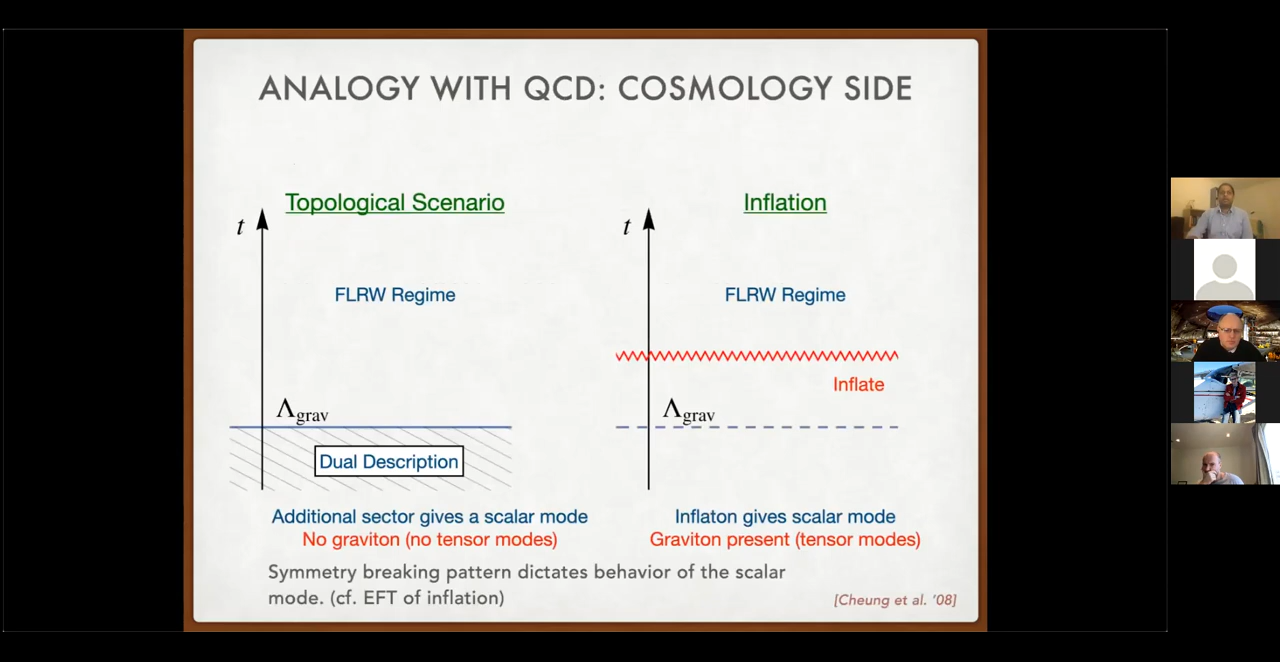 ANALOGY WITH QCD: COSMOLOGY SIDE
Topological Scenario
t
FLRW Regime
Λgrav
Dual Description
Additional sector gives a scalar mode
No graviton (no tensor modes)
Inflation
t
FLRW Regime
Inflate
Λgrav
Inflaton gives scalar mode
Graviton present (tensor modes)
Symmetry breaking pattern dictates behavior of the scalar
mode. (cf. EFT of inflation)
[Cheung et al. '08]